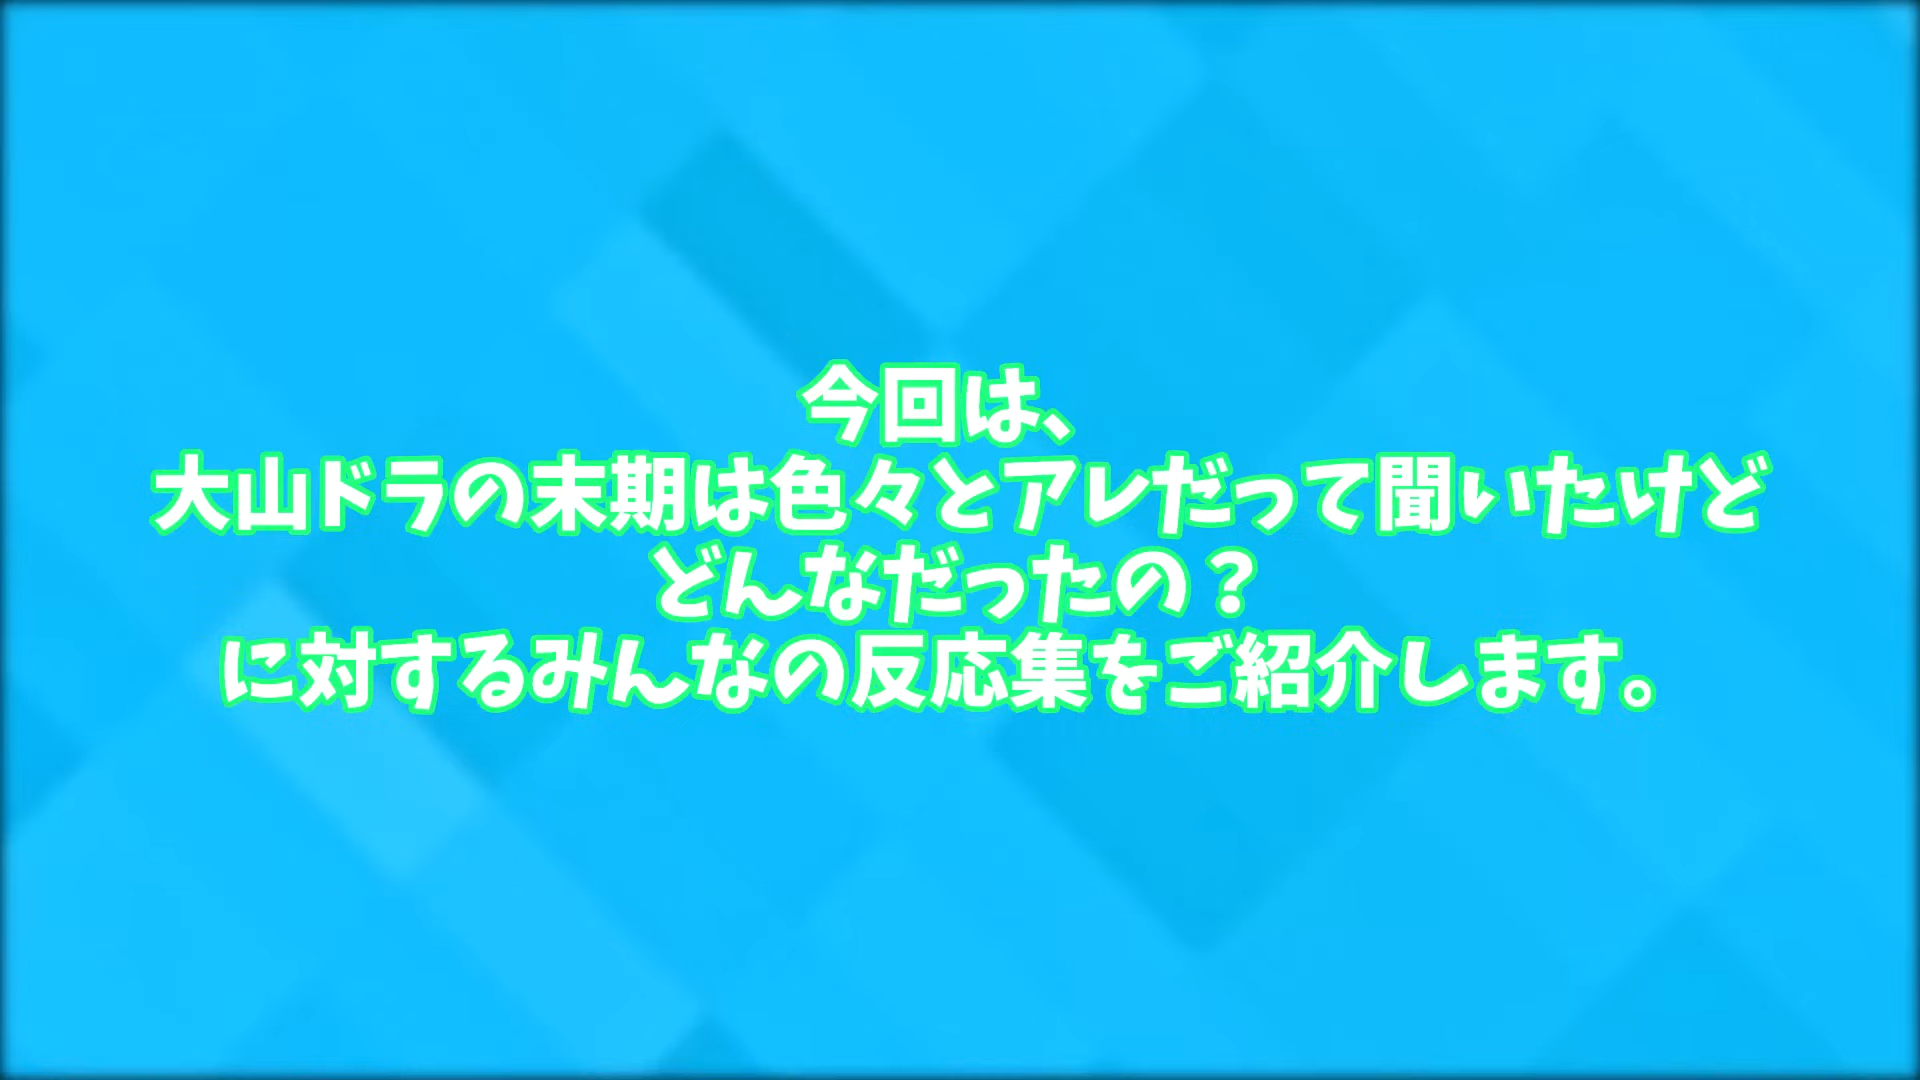 今回は、
大山ドラの末期は色々とアレだって聞いたけど
どんなだったの？
に対するみんなの反応集をご紹介します。